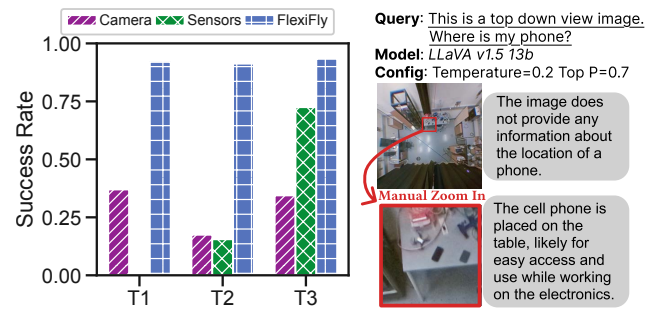 Camera Sensors FlexiFly
1.00
0.75
0.50
0.25
0.00
Success Rate
T1 T2 T3
Query: This is a top down view image.
Where is my phone?
Model: LLaVA v1.5 13b
Config: Temperature=0.2 Top P=0.7
The image does
not provide any
information about
the location of a
phone.
Manual Zoom In
The cell phone is
placed on the
table, likely for
easy access and
use while working
on the electronics.